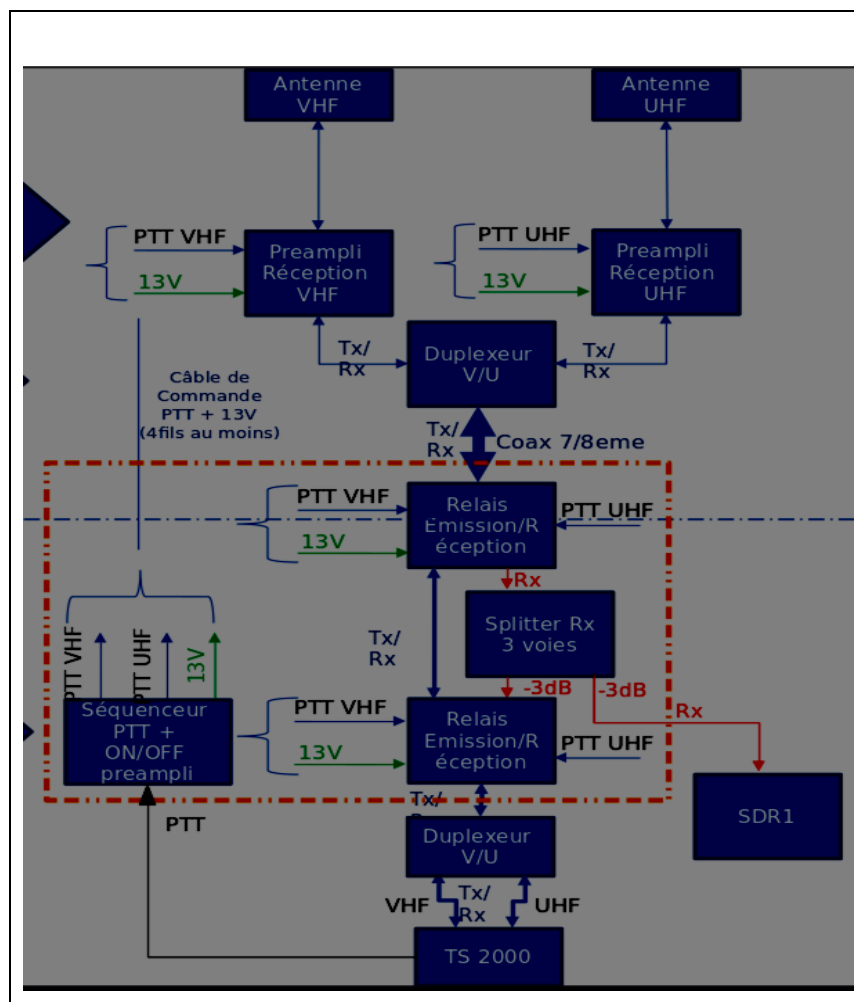 Antenne
VHF
Antenne
UHF
PTT VHF
13V
Preampli
Réception
VHF
PTT UHF
13V
Preampli
Réception
UHF
Tx/
Rx
Duplexeur
V/U
Tx/
Rx
Câble de
Commande
PTT + 13V
(4fils au moins)
Tx/
Rx
Coax 7/8eme
PTT VHF
13V
Relais
Emission/R
éception
PTT UHF
Rx
Tx/
Rx
Splitter Rx
3 voies
-3dB
-3dB
Rx
PTT VHF
PTT UHF
13V
Séquenceur
PTT +
ON/OFF
preampli
PTT VHF
13V
Relais
Emission/R
éception
PTT UHF
SDR1
Tx/
PTT
Duplexeur
V/U
VHF
Tx/
Rx
UHF
TS 2000